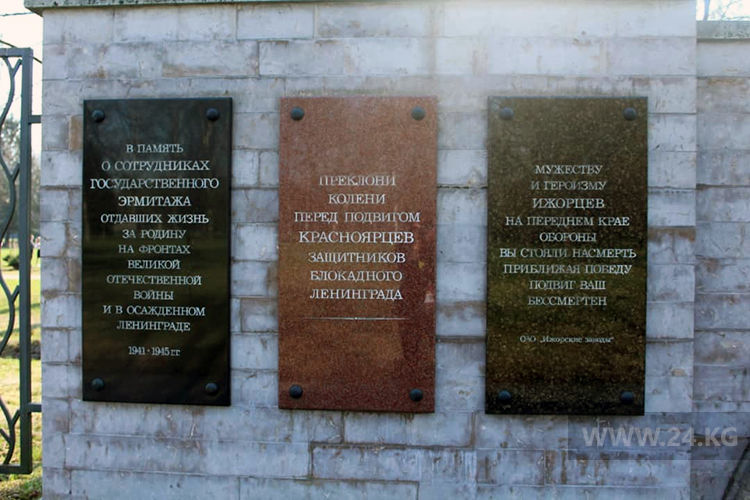 В ПАМЯТЬ
О СОТРУДНИКАХ
ГОСУДАРСТВЕННОГО
ЭРМИТАЖА
ОТДАВШИХ ЖИЗНЬ
ЗА РОДИНУ
НА ФРОНТАХ
ВЕЛИКОЙ
ОТЕЧЕСТВЕННОЙ
ВОЙНЫ
И В ОСАЖДЕННОМ
ЛЕНИНГРАДЕ
1941-1945 гг
ПРЕКЛОНИ
КОЛЕНИ
ПЕРЕД ПОДВИГОМ
КРАСНОЯРЦЕВ
ЗАЩИТНИКОВ
БЛОКАДНОГО
ЛЕНИНГРАДА
МУЖЕСТВУ
И ГЕРОИЗМУ
ИЖОРЦЕВ
НА ПЕРЕДНЕМ КРАЕ
ОБОРОНЫ
ВЫ СТОЯЛИ НАСМЕРТЬ
ПРИБЛИЖАЯ ПОБЕДУ
ПОДВИГ ВАШ
БЕССМЕРТЕН
ОАО „Ижорские заводы"
WWW.24.KG